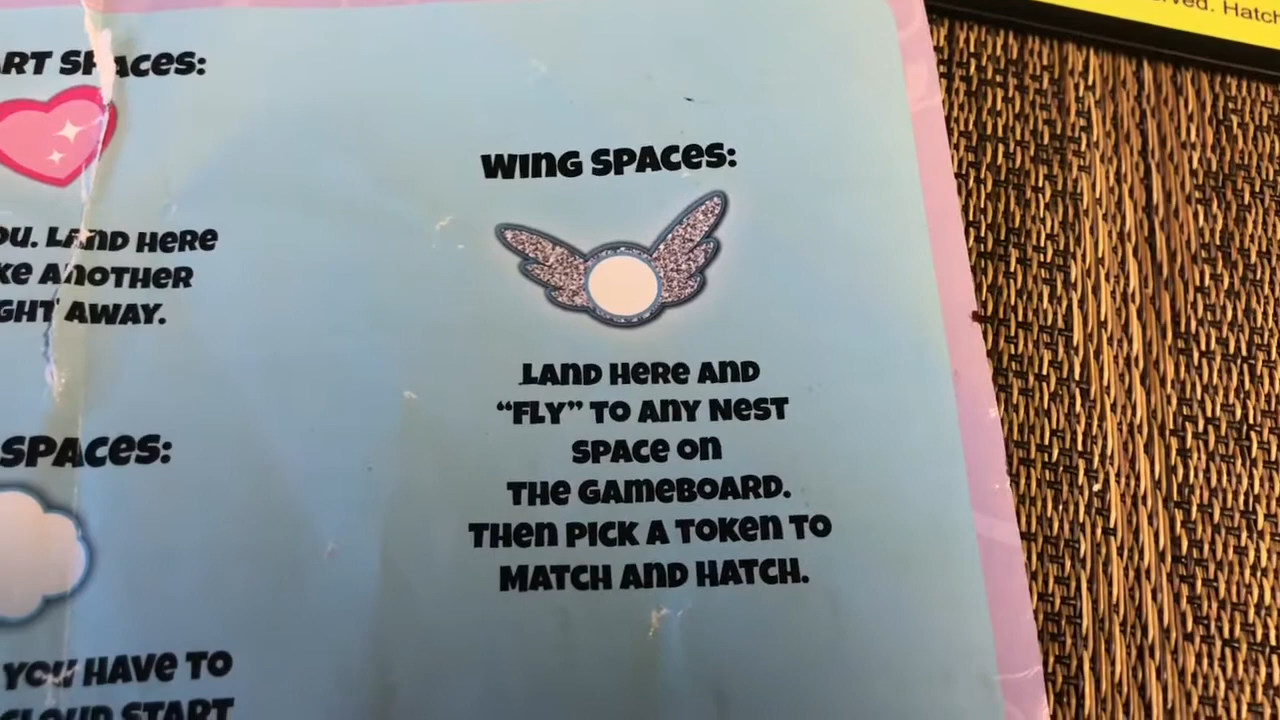 ART SPACES:
OU. LAND HERE
KE ANOTHER
GHT AWAY.
SPACES:
YOU HAVE TO
CLOUD START
WING SPACES:
LAND HERE AND
“FLY” TO ANY NEST
SPACE ON
THE GAMEBOARD.
THEN PICK A TOKEN TO
MATCH AND HATCH.
rved. Hatch